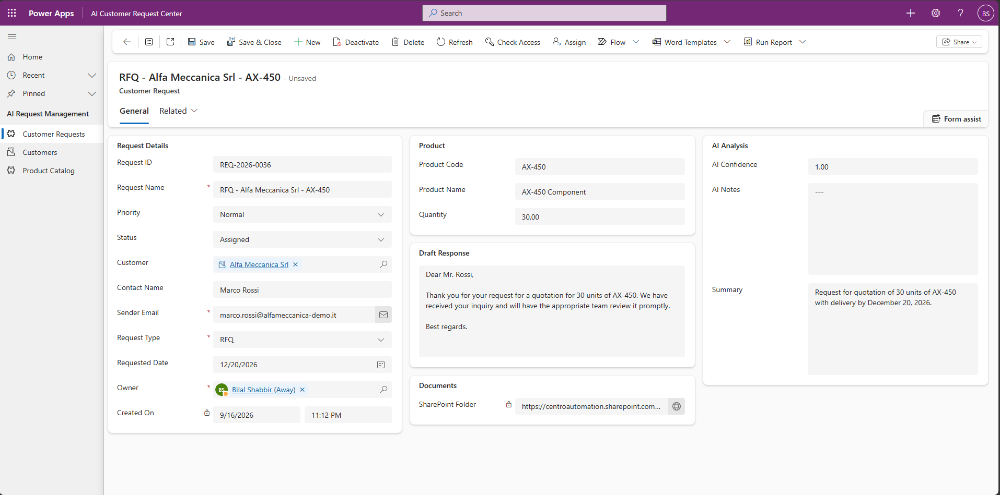 Power Apps
AI Customer Request Center
Search
BS
Save
Save & Close
New
Deactivate
Delete
Refresh
Check Access
Assign
Flow
Word Templates
Run Report
Share
Home
Recent
Pinned
AI Request Management
Customer Requests
Customers
Product Catalog
RFQ - Alfa Meccanica Srl - AX-450 - Unsaved
Customer Request
General
Related
Form assist
Request Details
Request ID
REQ-2026-0036
Request Name *
RFQ - Alfa Meccanica Srl - AX-450
Priority
Normal
Status
Assigned
Customer
Alfa Meccanica Srl
Contact Name
Marco Rossi
Sender Email *
marco.rossi@alfameccanica-demo.it
Request Type *
RFQ
Requested Date
12/20/2026
Owner *
BS
Bilal Shabbir (Away)
Created On
9/16/2026
11:12 PM
Product
Product Code
AX-450
Product Name
AX-450 Component
Quantity
30.00
Draft Response
Dear Mr. Rossi,
Thank you for your request for a quotation for 30 units of AX-450. We have
received your inquiry and will have the appropriate team review it promptly.
Best regards.
Documents
SharePoint Folder
https://centroautomation.sharepoint.com...
AI Analysis
AI Confidence
1.00
AI Notes
---
Summary
Request for quotation of 30 units of AX-450
with delivery by December 20, 2026.